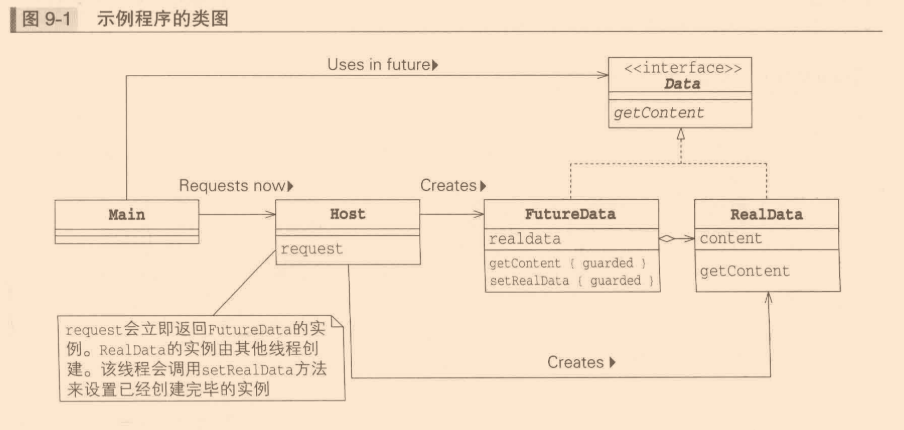 图 9-1 示例程序的类图
Uses in future▶
<<interface>>
Data
getContent
Requests now▶
Creates▶
Main
Host
request
FutureData
realdata
getContent { guarded }
setRealData { guarded }
RealData
content
getContent
request会立即返回FutureData的实
例。RealData的实例由其他线程创
建。该线程会调用setRealData方法
来设置已经创建完毕的实例
Creates▶